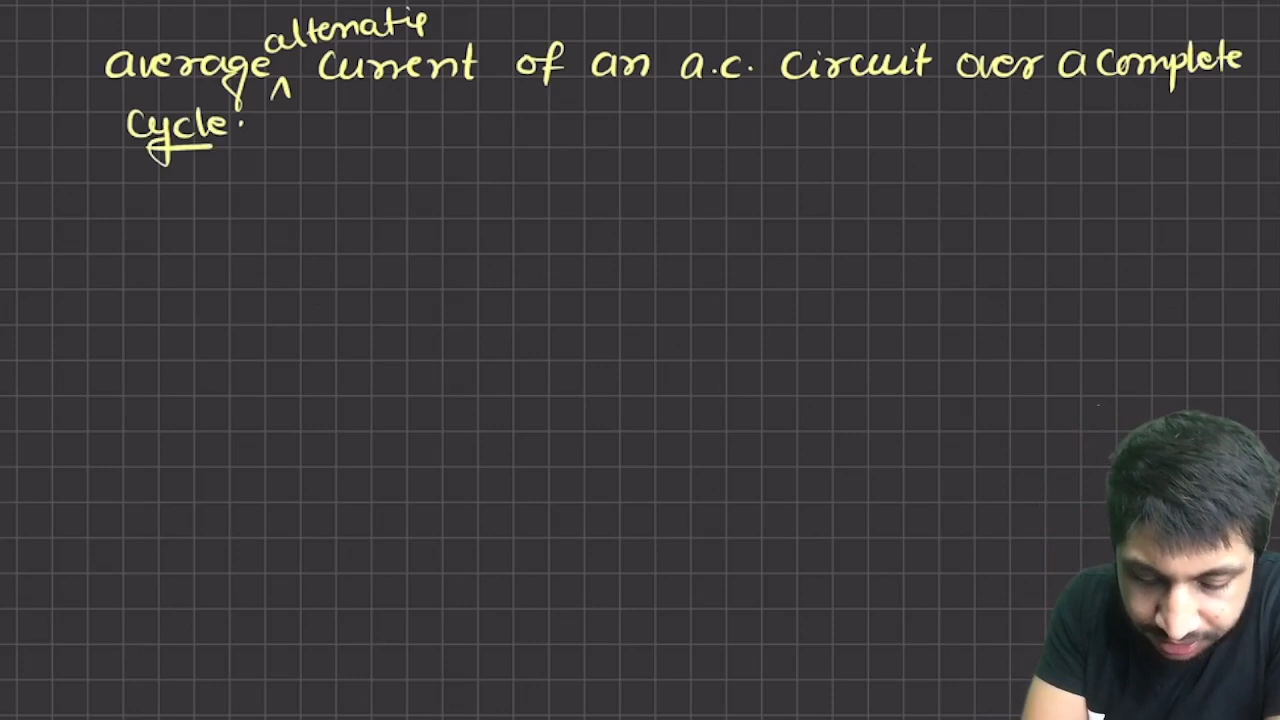 average alternatie current of an a.c. circuit over a complete
cycle.